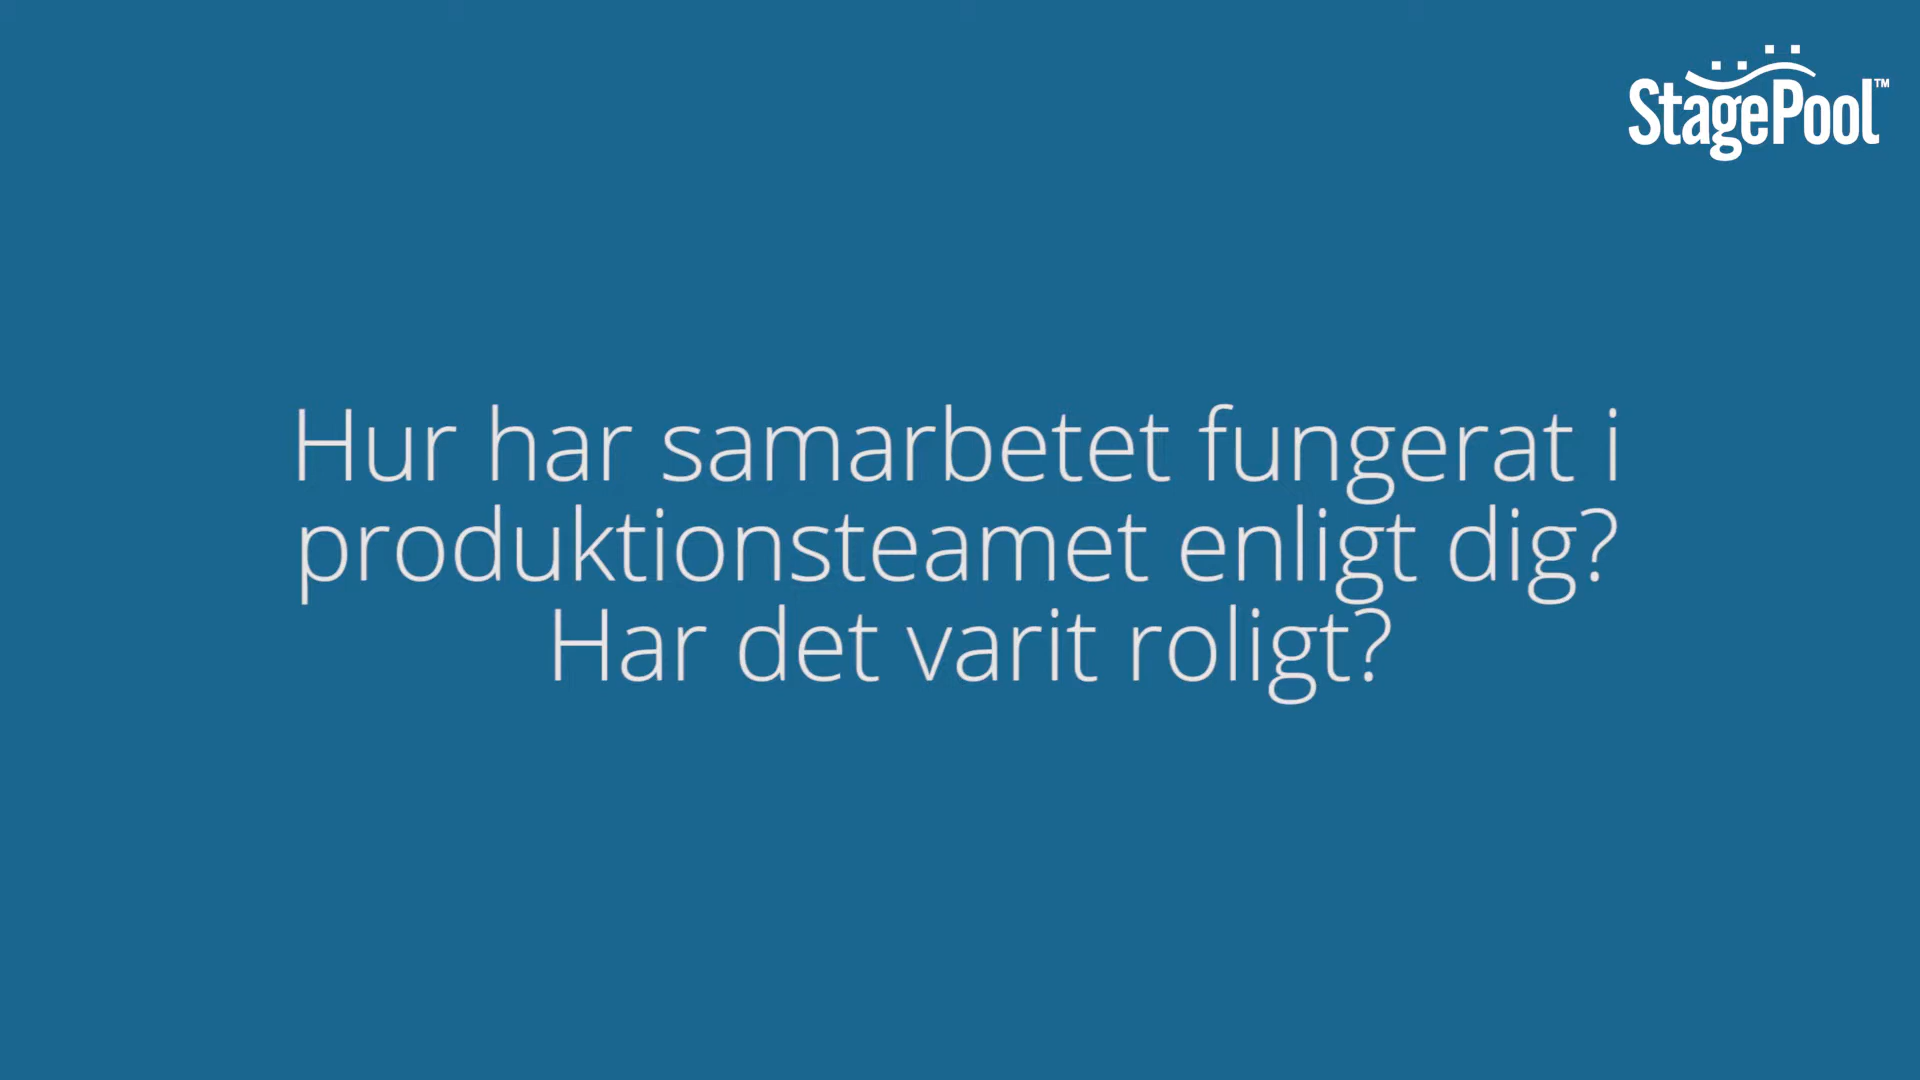 StagePool™
Hur har samarbetet fungerat i
produktionsteamet enligt dig?
Har det varit roligt?